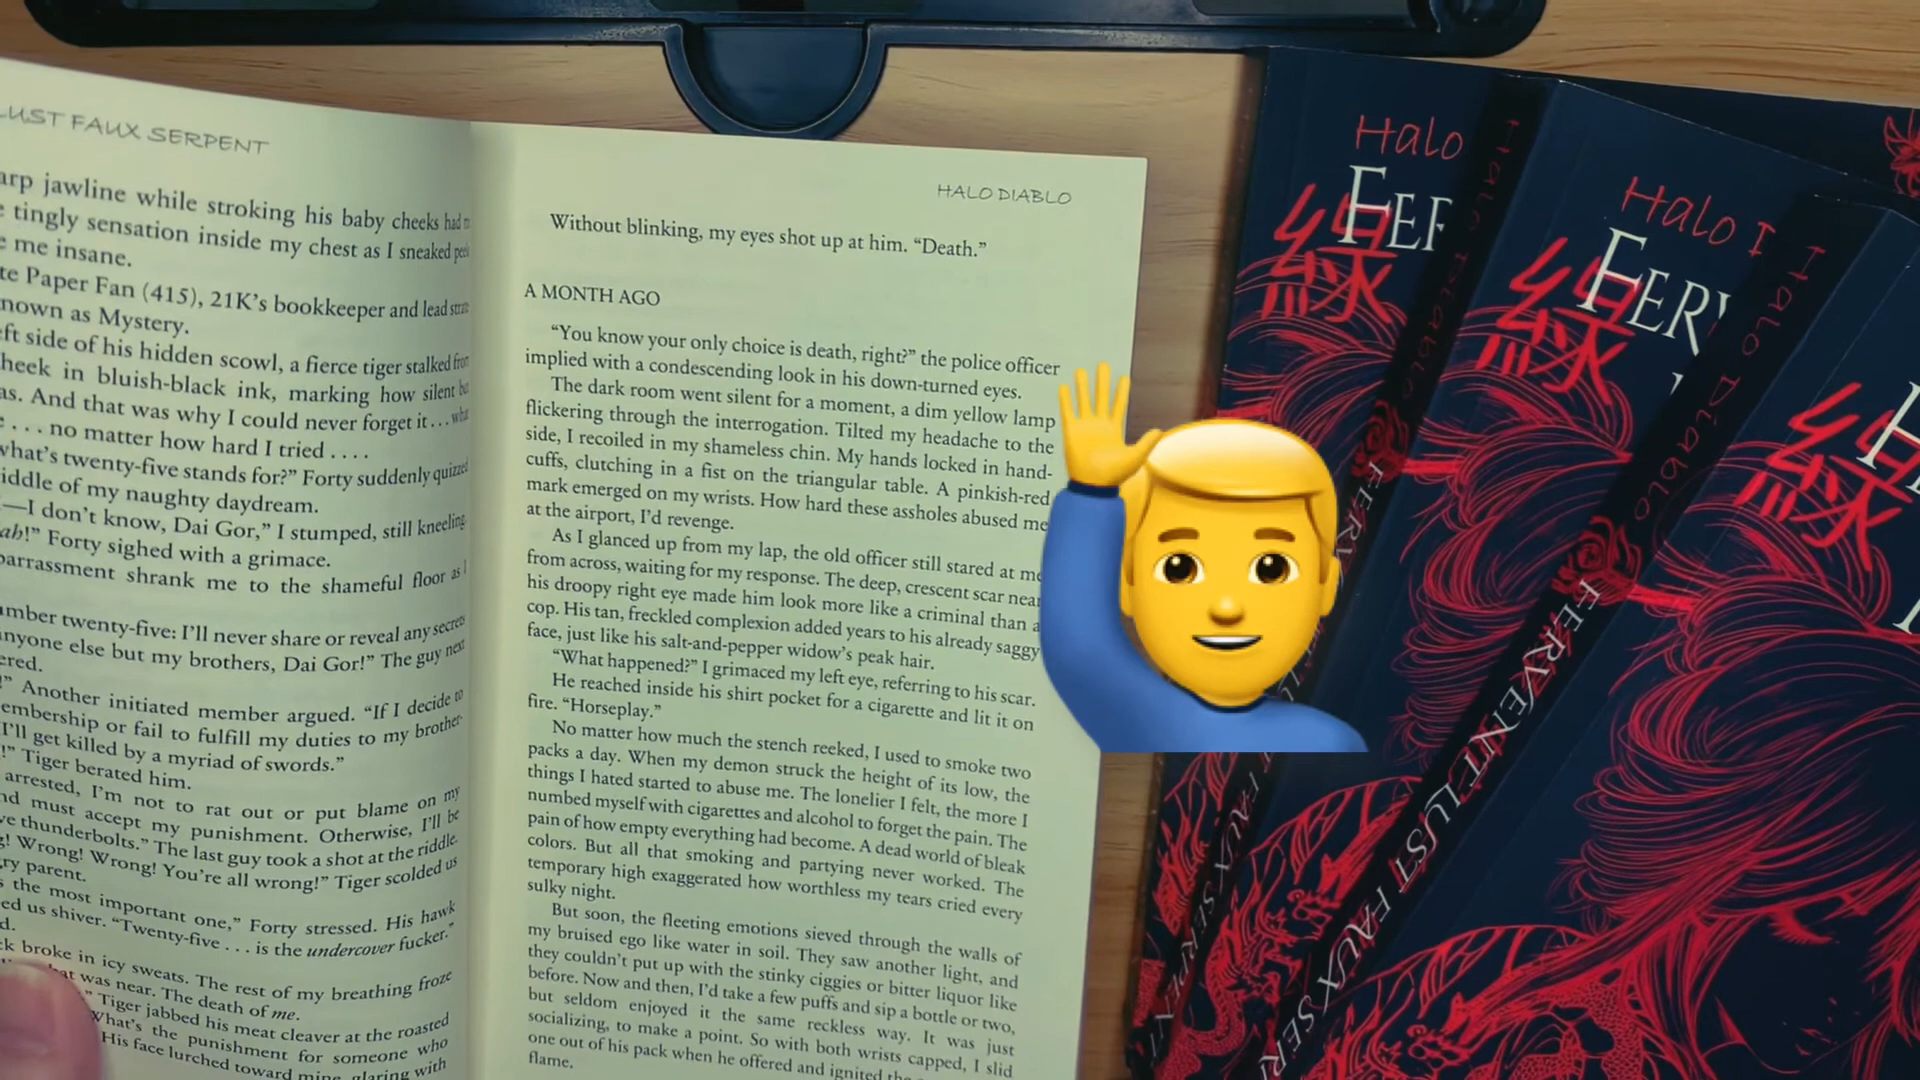 LUST FAUX SERPENT
jawline while stroking his baby cheeks had
tingly sensation inside my chest as I sneaked
me insane.
Paper Fan (415), 21K's bookkeeper and lead
as Mystery.
side of his hidden scowl, a fierce tiger stalked from
in bluish-black ink, marking how silent
And that was why I could never forget it . . .
. . . no matter how hard I tried . . . .
what's twenty-five stands for?” Forty suddenly quizzed
of my naughty daydream.
—I don't know, Dai Gor,” I stumped, still kneeling.
Forty sighed with a grimace.
shrank me to the shameful floor as
twenty-five: I'll never share or reveal any secrets
else but my brothers, Dai Gor!” The guy next
Another initiated member argued. “If I decide to
or fail to fulfill my duties to my brother-
I'll get killed by a myriad of swords.”
Tiger berated him.
arrested, I'm not to rat out or put blame on my
must accept my punishment. Otherwise, I'll be
thunderbolts.” The last guy took a shot at the riddle.
Wrong! Wrong! You're all wrong!” Tiger scolded us
parent.
the most important one,” Forty stressed. His hawk
us shiver. “Twenty-five . . . is the undercover fucker.”
broke in icy sweats. The rest of my breathing froze
was near. The death of me.
Tiger jabbed his meat cleaver at the roasted
What's the punishment for someone who
His face lurched toward mine, glaring with
HALO DIABLO
Without blinking, my eyes shot up at him. “Death.”
A MONTH AGO
“You know your only choice is death, right?” the police officer
implied with a condescending look in his down-turned eyes.
The dark room went silent for a moment, a dim yellow lamp
flickering through the interrogation. Tilted my headache to the
side, I recoiled in my shameless chin. My hands locked in hand-
cuffs, clutching in a fist on the triangular table. A pinkish-red
mark emerged on my wrists. How hard these assholes abused me
at the airport, I'd revenge.
As I glanced up from my lap, the old officer still stared at me
from across, waiting for my response. The deep, crescent scar near
his droopy right eye made him look more like a criminal than a
cop. His tan, freckled complexion added years to his already saggy
face, just like his salt-and-pepper widow's peak hair.
“What happened?” I grimaced my left eye, referring to his scar.
He reached inside his shirt pocket for a cigarette and lit it on
fire. “Horseplay.”
No matter how much the stench reeked, I used to smoke two
packs a day. When my demon struck the height of its low, the
things I hated started to abuse me. The lonelier I felt, the more I
numbed myself with cigarettes and alcohol to forget the pain. The
pain of how empty everything had become. A dead world of bleak
colors. But all that smoking and partying never worked. The
temporary high exaggerated how worthless my tears cried every
sulky night.
But soon, the fleeting emotions sieved through the walls of
my bruised ego like water in soil. They saw another light, and
they couldn't put up with the stinky ciggies or bitter liquor like
before. Now and then, I'd take a few puffs and sip a bottle or two,
but seldom enjoyed it the same reckless way. It was just
socializing, to make a point. So with both wrists capped, I slid
one out of his pack when he offered and ignited the
flame.
Halo
FER
緣
Halo Diablo
FERV
Halo D
FERV
緣
Halo Diablo
FERVENT LUST FAUX SER
緣